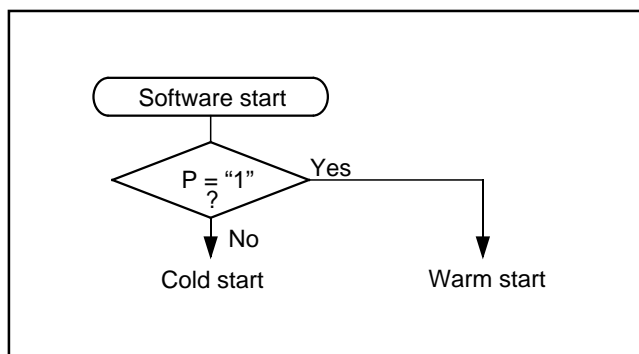 Software start
P = “1”
?
Yes
No
Cold start
Warm start